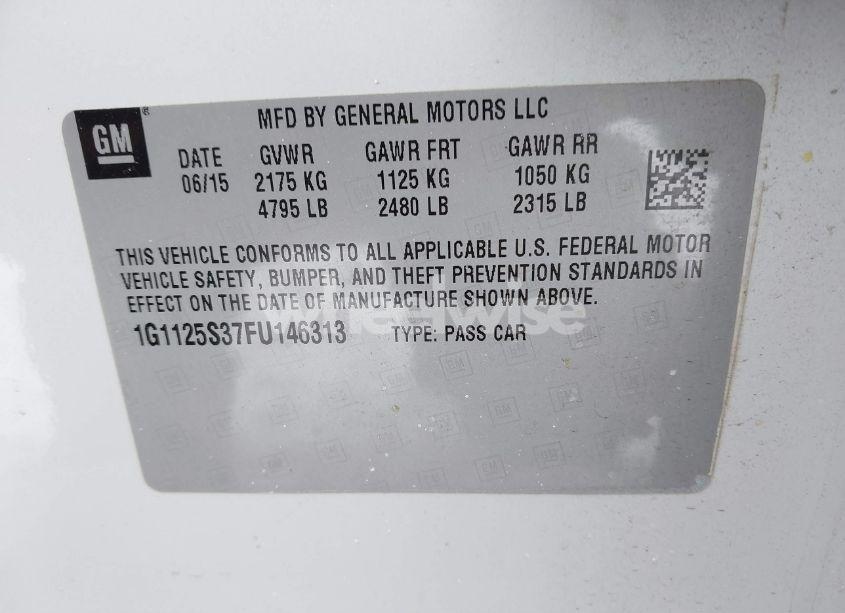 GM ®
MFD BY GENERAL MOTORS LLC
DATE GVWR GAWR FRT GAWR RR
06/15 2175 KG 1125 KG 1050 KG
4795 LB 2480 LB 2315 LB
THIS VEHICLE CONFORMS TO ALL APPLICABLE U.S. FEDERAL MOTOR
VEHICLE SAFETY, BUMPER, AND THEFT PREVENTION STANDARDS IN
EFFECT ON THE DATE OF MANUFACTURE SHOWN ABOVE.
wheelwise
1G1125S37FU146313 TYPE: PASS CAR